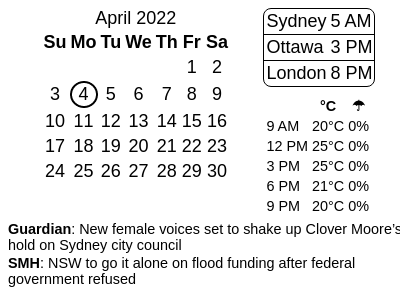 April 2022
Su Mo Tu We Th Fr Sa
1 2
3 4 5 6 7 8 9
10 11 12 13 14 15 16
17 18 19 20 21 22 23
24 25 26 27 28 29 30
Sydney 5 AM
Ottawa 3 PM
London 8 PM
°C ☂
9 AM 20°C 0%
12 PM 25°C 0%
3 PM 25°C 0%
6 PM 21°C 0%
9 PM 20°C 0%
Guardian: New female voices set to shake up Clover Moore's
hold on Sydney city council
SMH: NSW to go it alone on flood funding after federal
government refused